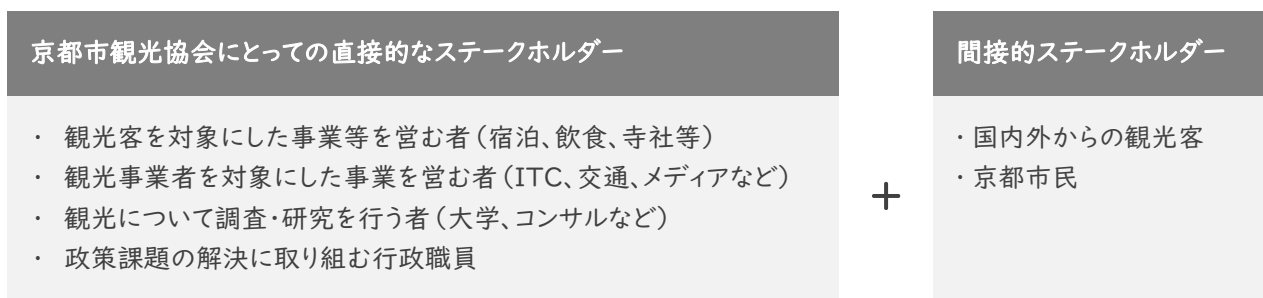 京都市観光協会にとっての直接的なステークホルダー
・ 観光客を対象にした事業等を営む者（宿泊、飲食、寺社等）
・ 観光事業者を対象にした事業を営む者（ITC、交通、メディアなど）
・ 観光について調査・研究を行う者（大学、コンサルなど）
・ 政策課題の解決に取り組む行政職員
+
間接的ステークホルダー
・国内外からの観光客
・京都市民